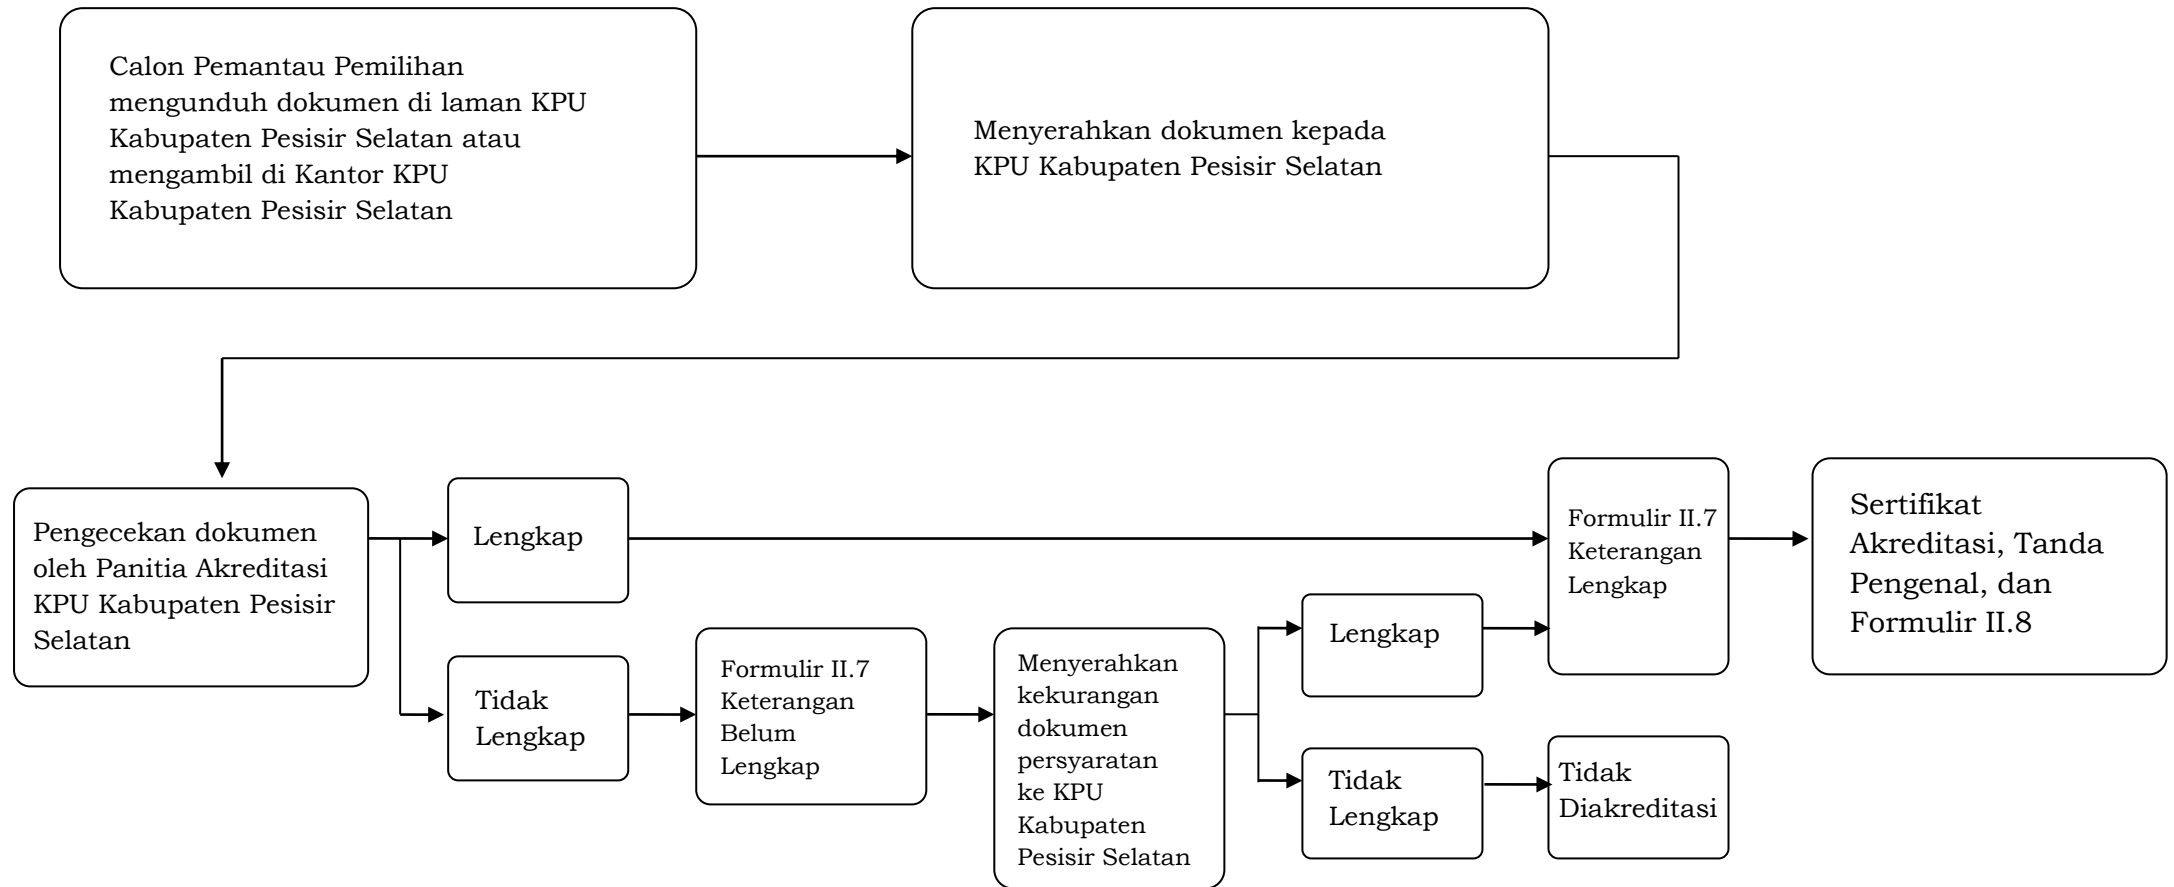 Calon Pemantau Pemilihan
mengunduh dokumen di laman KPU
Kabupaten Pesisir Selatan atau
mengambil di Kantor KPU
Kabupaten Pesisir Selatan
Menyerahkan dokumen kepada
KPU Kabupaten Pesisir Selatan
Pengecekan dokumen
oleh Panitia Akreditasi
KPU Kabupaten Pesisir
Selatan
Lengkap
Tidak
Lengkap
Formulir II.7
Keterangan
Belum
Lengkap
Menyerahkan
kekurangan
dokumen
persyaratan
ke KPU
Kabupaten
Pesisir Selatan
Lengkap
Tidak
Lengkap
Formulir II.7
Keterangan
Lengkap
Tidak
Diakreditasi
Sertifikat
Akreditasi, Tanda
Pengenal, dan
Formulir II.8